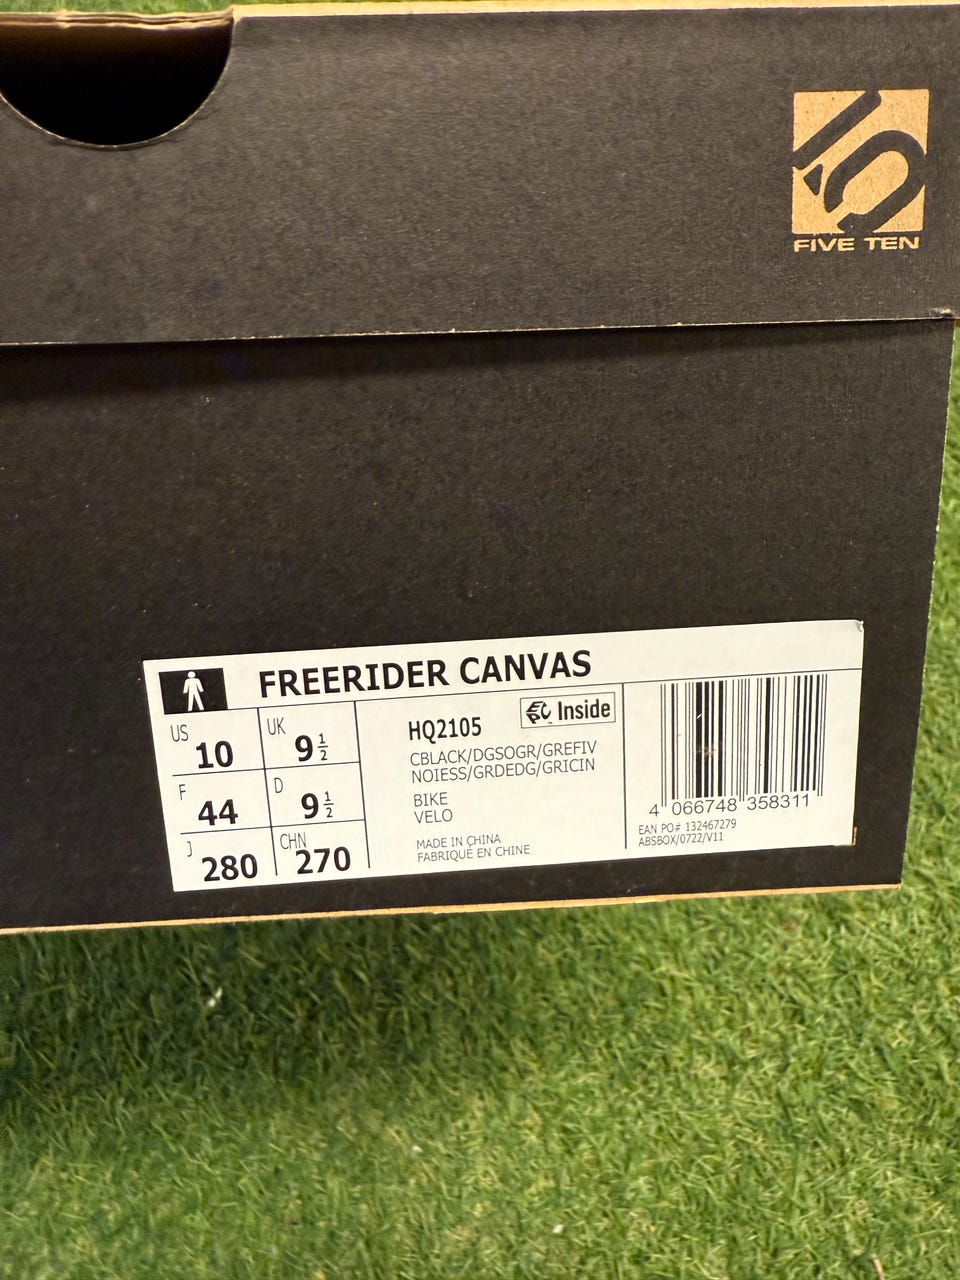 FIVE TEN
FREERIDER CANVAS
US 10 UK 9 1/2
F 44 D 9 1/2
J 280 CHN 270
HQ2105
Inside
CBLACK/DGSOGR/GREFIV
NOIESS/GRDEDG/GRICIN
BIKE
VELO
MADE IN CHINA
FABRIQUÉ EN CHINE
4 066748 358311
EAN PO# 132467279
ABSBOX/0722/V11